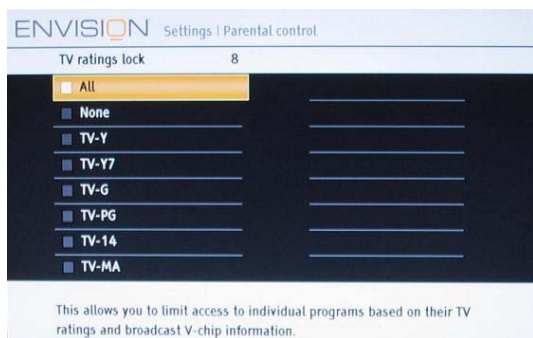 ENVISION Settings | Parental control
TV ratings lock 8
All
None
TV-Y
TV-Y7
TV-G
TV-PG
TV-14
TV-MA
This allows you to limit access to individual programs based on their TV
ratings and broadcast V-chip information.